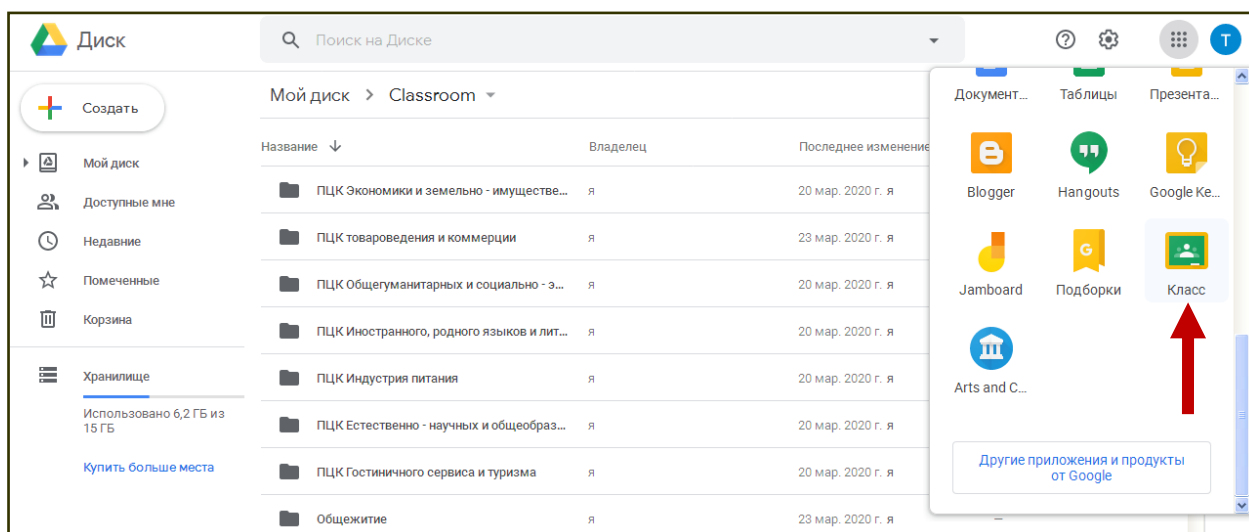 Диск
Поиск на Диске
T
Создать
Мой диск
Доступные мне
Недавние
Помеченные
Корзина
Хранилище
Использовано 6,2 ГБ из
15 ГБ
Купить больше места
Мой диск > Classroom
Название Владелец Последнее изменение
ПЦК Экономики и земельно - имуществе... я 20 мар. 2020 г. я
ПЦК товароведения и коммерции я 23 мар. 2020 г. я
ПЦК Общегуманитарных и социально - э... я 20 мар. 2020 г. я
ПЦК Иностранного, родного языков и лит... я 20 мар. 2020 г. я
ПЦК Индустрия питания я 20 мар. 2020 г. я
ПЦК Естественно - научных и общеобраз... я 20 мар. 2020 г. я
ПЦК Гостиничного сервиса и туризма я 20 мар. 2020 г. я
Общежитие я 23 мар. 2020 г. я —
Документ... Таблицы Презента...
Blogger Hangouts Google Ke...
G
Jamboard Подборки Класс
Arts and C...
Другие приложения и продукты
от Google